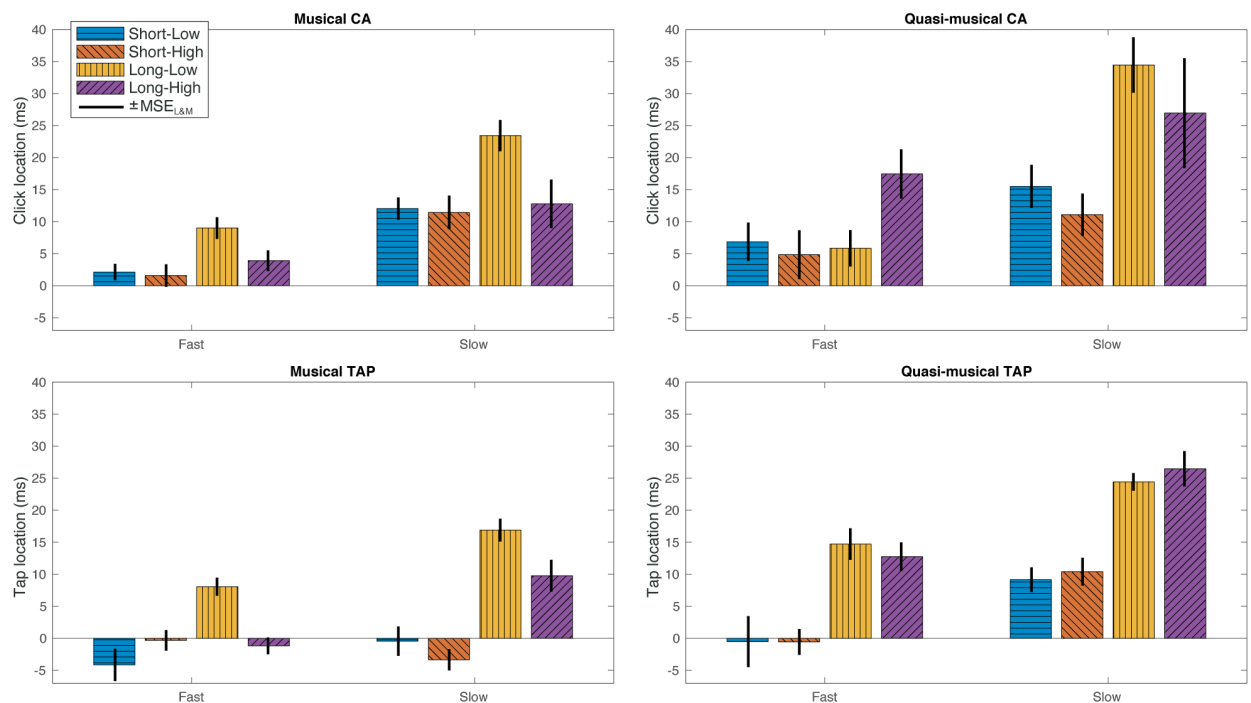 Musical CA
40
35
30
25
20
15
10
5
0
-5
Click location (ms)
Short-Low
Short-High
Long-Low
Long-High
±MSE L&M
Fast Slow
Quasi-musical CA
40
35
30
25
20
15
10
5
0
-5
Click location (ms)
Fast Slow
Musical TAP
40
35
30
25
20
15
10
5
0
-5
Tap location (ms)
Fast Slow
Quasi-musical TAP
40
35
30
25
20
15
10
5
0
-5
Tap location (ms)
Fast Slow